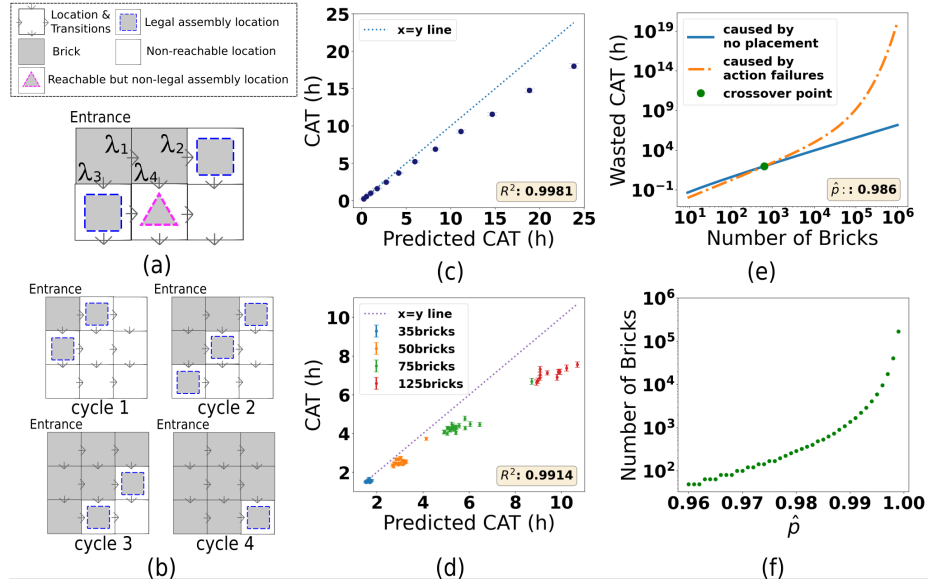 Location & Transitions
Legal assembly location
Brick
Non-reachable location
Reachable but non-legal assembly location
Entrance
λ1
λ2
λ3
λ4
(a)
Entrance
cycle 1
Entrance
cycle 2
Entrance
cycle 3
Entrance
cycle 4
(b)
x=y line
CAT (h)
25
20
15
10
5
0
0
5
10
15
20
25
R²: 0.9981
Predicted CAT (h)
(c)
x=y line
35bricks
50bricks
75bricks
125bricks
CAT (h)
10
8
6
4
2
2
4
6
8
10
R²: 0.9914
Predicted CAT (h)
(d)
caused by
no placement
caused by
action failures
crossover point
Wasted CAT (h)
10¹⁹
10¹⁴
10⁹
10⁴
10⁻¹
10¹
10²
10³
10⁴
10⁵
10⁶
p̂ : : 0.986
Number of Bricks
(e)
Number of Bricks
10⁶
10⁵
10⁴
10³
10²
0.96
0.97
0.98
0.99
1.00
p̂
(f)